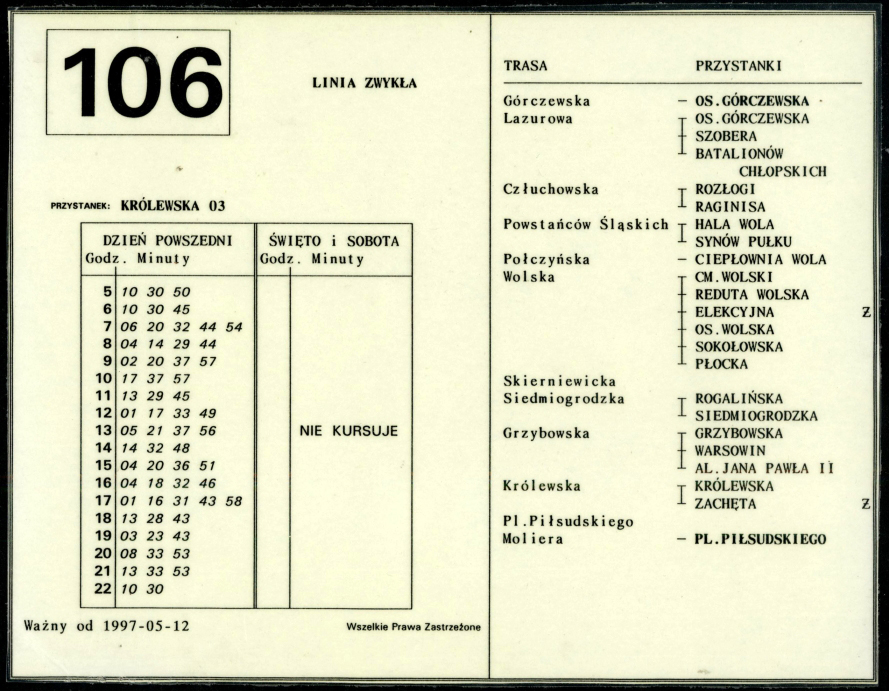 106
LINIA ZWYKŁA
PRZYSTANEK: KRÓLEWSKA 03
DZIEŃ POWSZEDNI ŚWIĘTO i SOBOTA
Godz. Minuty Godz. Minuty
5 10 30 50
6 10 30 45
7 06 20 32 44 54
8 04 14 29 44
9 02 20 37 57
10 17 37 57
11 13 29 45
12 01 17 33 49
13 05 21 37 56 NIE KURSUJE
14 14 32 48
15 04 20 36 51
16 04 18 32 46
17 01 16 31 43 58
18 13 28 43
19 03 23 43
20 08 33 53
21 13 33 53
22 10 30
Ważny od 1997-05-12 Wszelkie Prawa Zastrzeżone
TRASA PRZYSTANKI
Górczewska – OS.GÓRCZEWSKA
Lazurowa OS.GÓRCZEWSKA
SZOBERA
BATALIONÓW
CHŁOPSKICH
Człuchowska ROZŁOGI
RAGINISA
Powstańców Śląskich HALA WOLA
SYNÓW PUŁKU
Połczyńska – CIEPŁOWNIA WOLA
Wolska CM.WOLSKI
REDUTA WOLSKA
ELEKCYJNA Ż
OS.WOLSKA
SOKOŁOWSKA
PŁOCKA
Skierniewicka
Siedmiogrodzka ROGALIŃSKA
SIEDMIOGRODZKA
Grzybowska GRZYBOWSKA
WARSOWIN
AL.JANA PAWŁA II
Królewska KRÓLEWSKA
ZACHĘTA Ż
Pl.Piłsudskiego
Moliera – PL.PIŁSUDSKIEGO